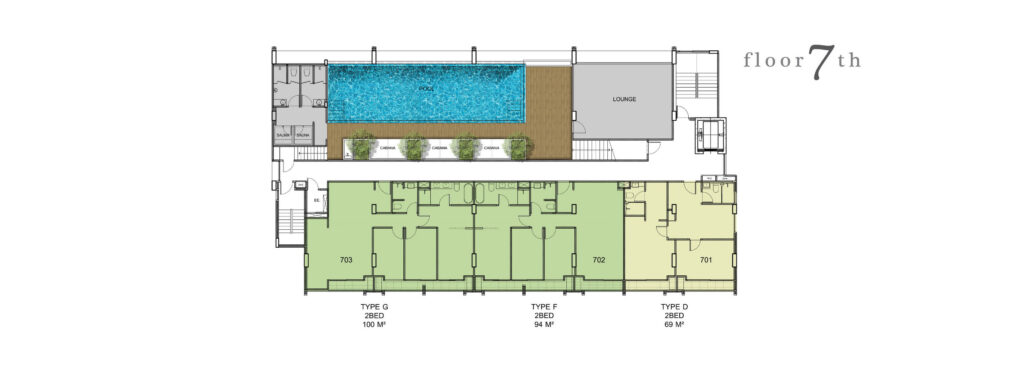 floor 7th
POOL
LOUNGE
SAUNA SAUNA
CABANA CABANA CABANA
EE.
703
702
701
TYPE G
2BED
100 M²
TYPE F
2BED
94 M²
TYPE D
2BED
69 M²